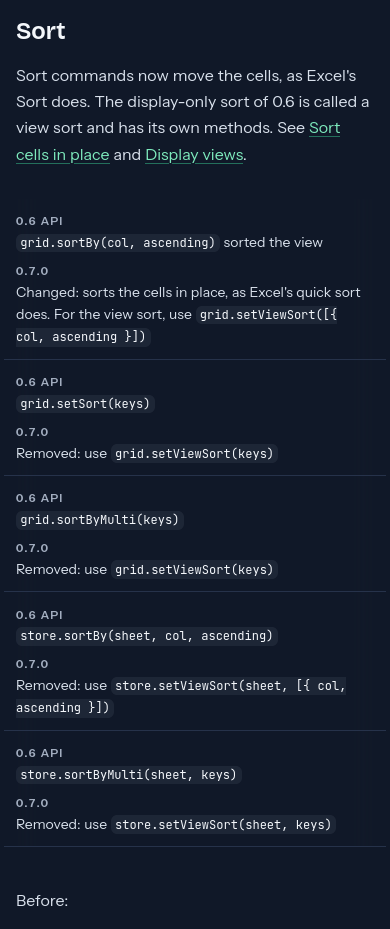 Sort
Sort commands now move the cells, as Excel's
Sort does. The display-only sort of 0.6 is called a
view sort and has its own methods. See Sort
cells in place and Display views.
0.6 API
grid.sortBy(col, ascending) sorted the view
0.7.0
Changed: sorts the cells in place, as Excel's quick sort
does. For the view sort, use grid.setViewSort([{
col, ascending }])
0.6 API
grid.setSort(keys)
0.7.0
Removed: use grid.setViewSort(keys)
0.6 API
grid.sortByMulti(keys)
0.7.0
Removed: use grid.setViewSort(keys)
0.6 API
store.sortBy(sheet, col, ascending)
0.7.0
Removed: use store.setViewSort(sheet, [{ col,
ascending }])
0.6 API
store.sortByMulti(sheet, keys)
0.7.0
Removed: use store.setViewSort(sheet, keys)
Before: